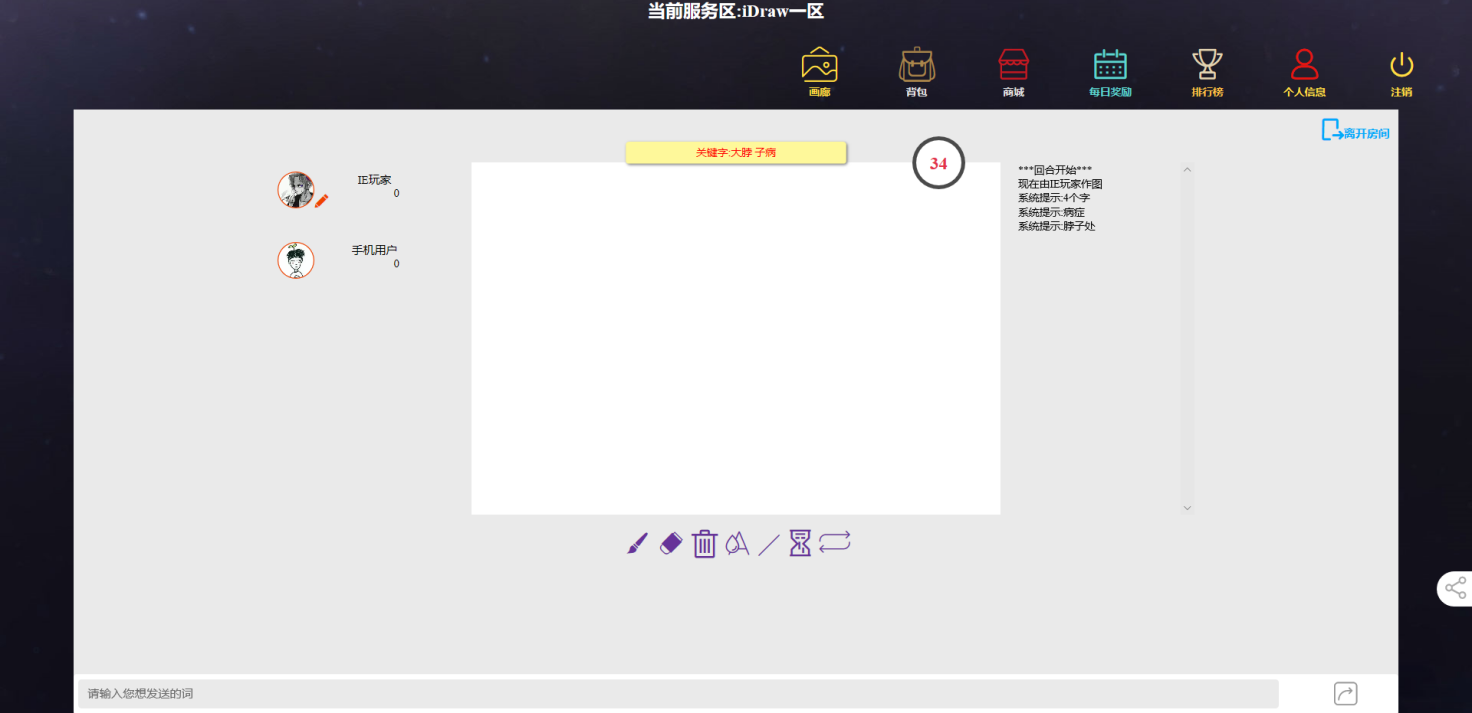 当前服务区:iDraw一区
画廊
背包
商城
每日奖励
排行榜
个人信息
注销
离开房间
关键字:大脖 子病
34
IE玩家
0
手机用户
0
***回合开始***
现在由IE玩家作图
系统提示:4个字
系统提示:病症
系统提示:脖子处
请输入您想发送的词